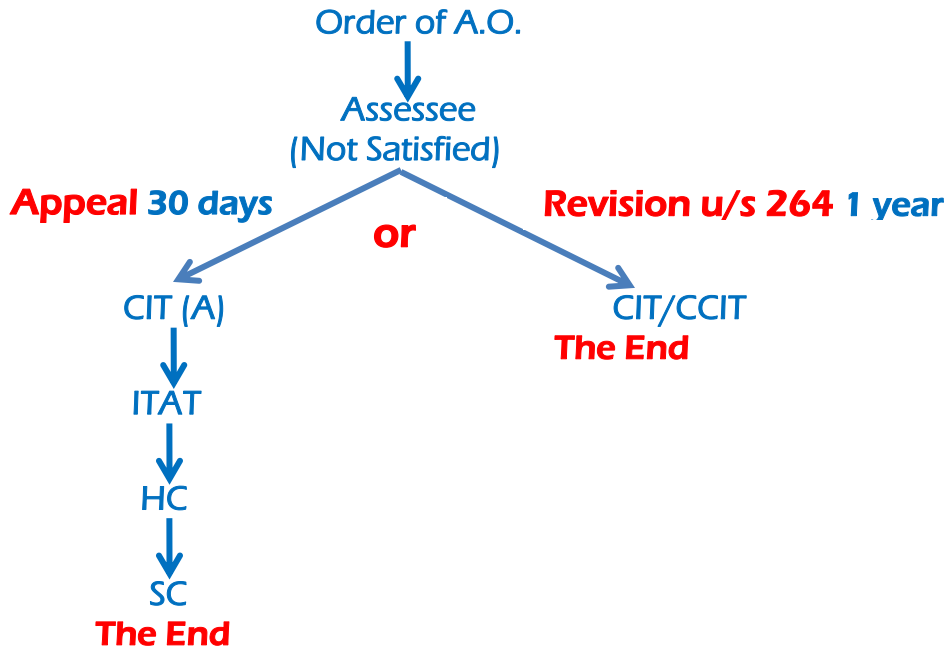 Order of A.O.
Assessee
(Not Satisfied)
Appeal 30 days
Revision u/s 264 1 year
or
CIT (A)
CIT/CCIT
The End
ITAT
HC
SC
The End